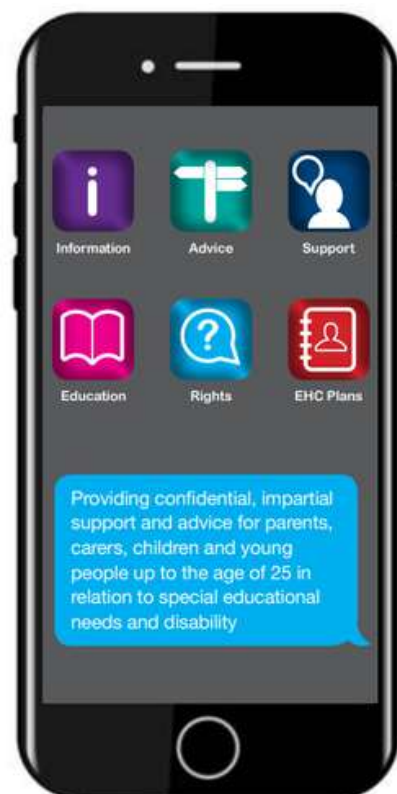 Information Advice Support
Education Rights EHC Plans
Providing confidential, impartial
support and advice for parents,
carers, children and young
people up to the age of 25 in
relation to special educational
needs and disability